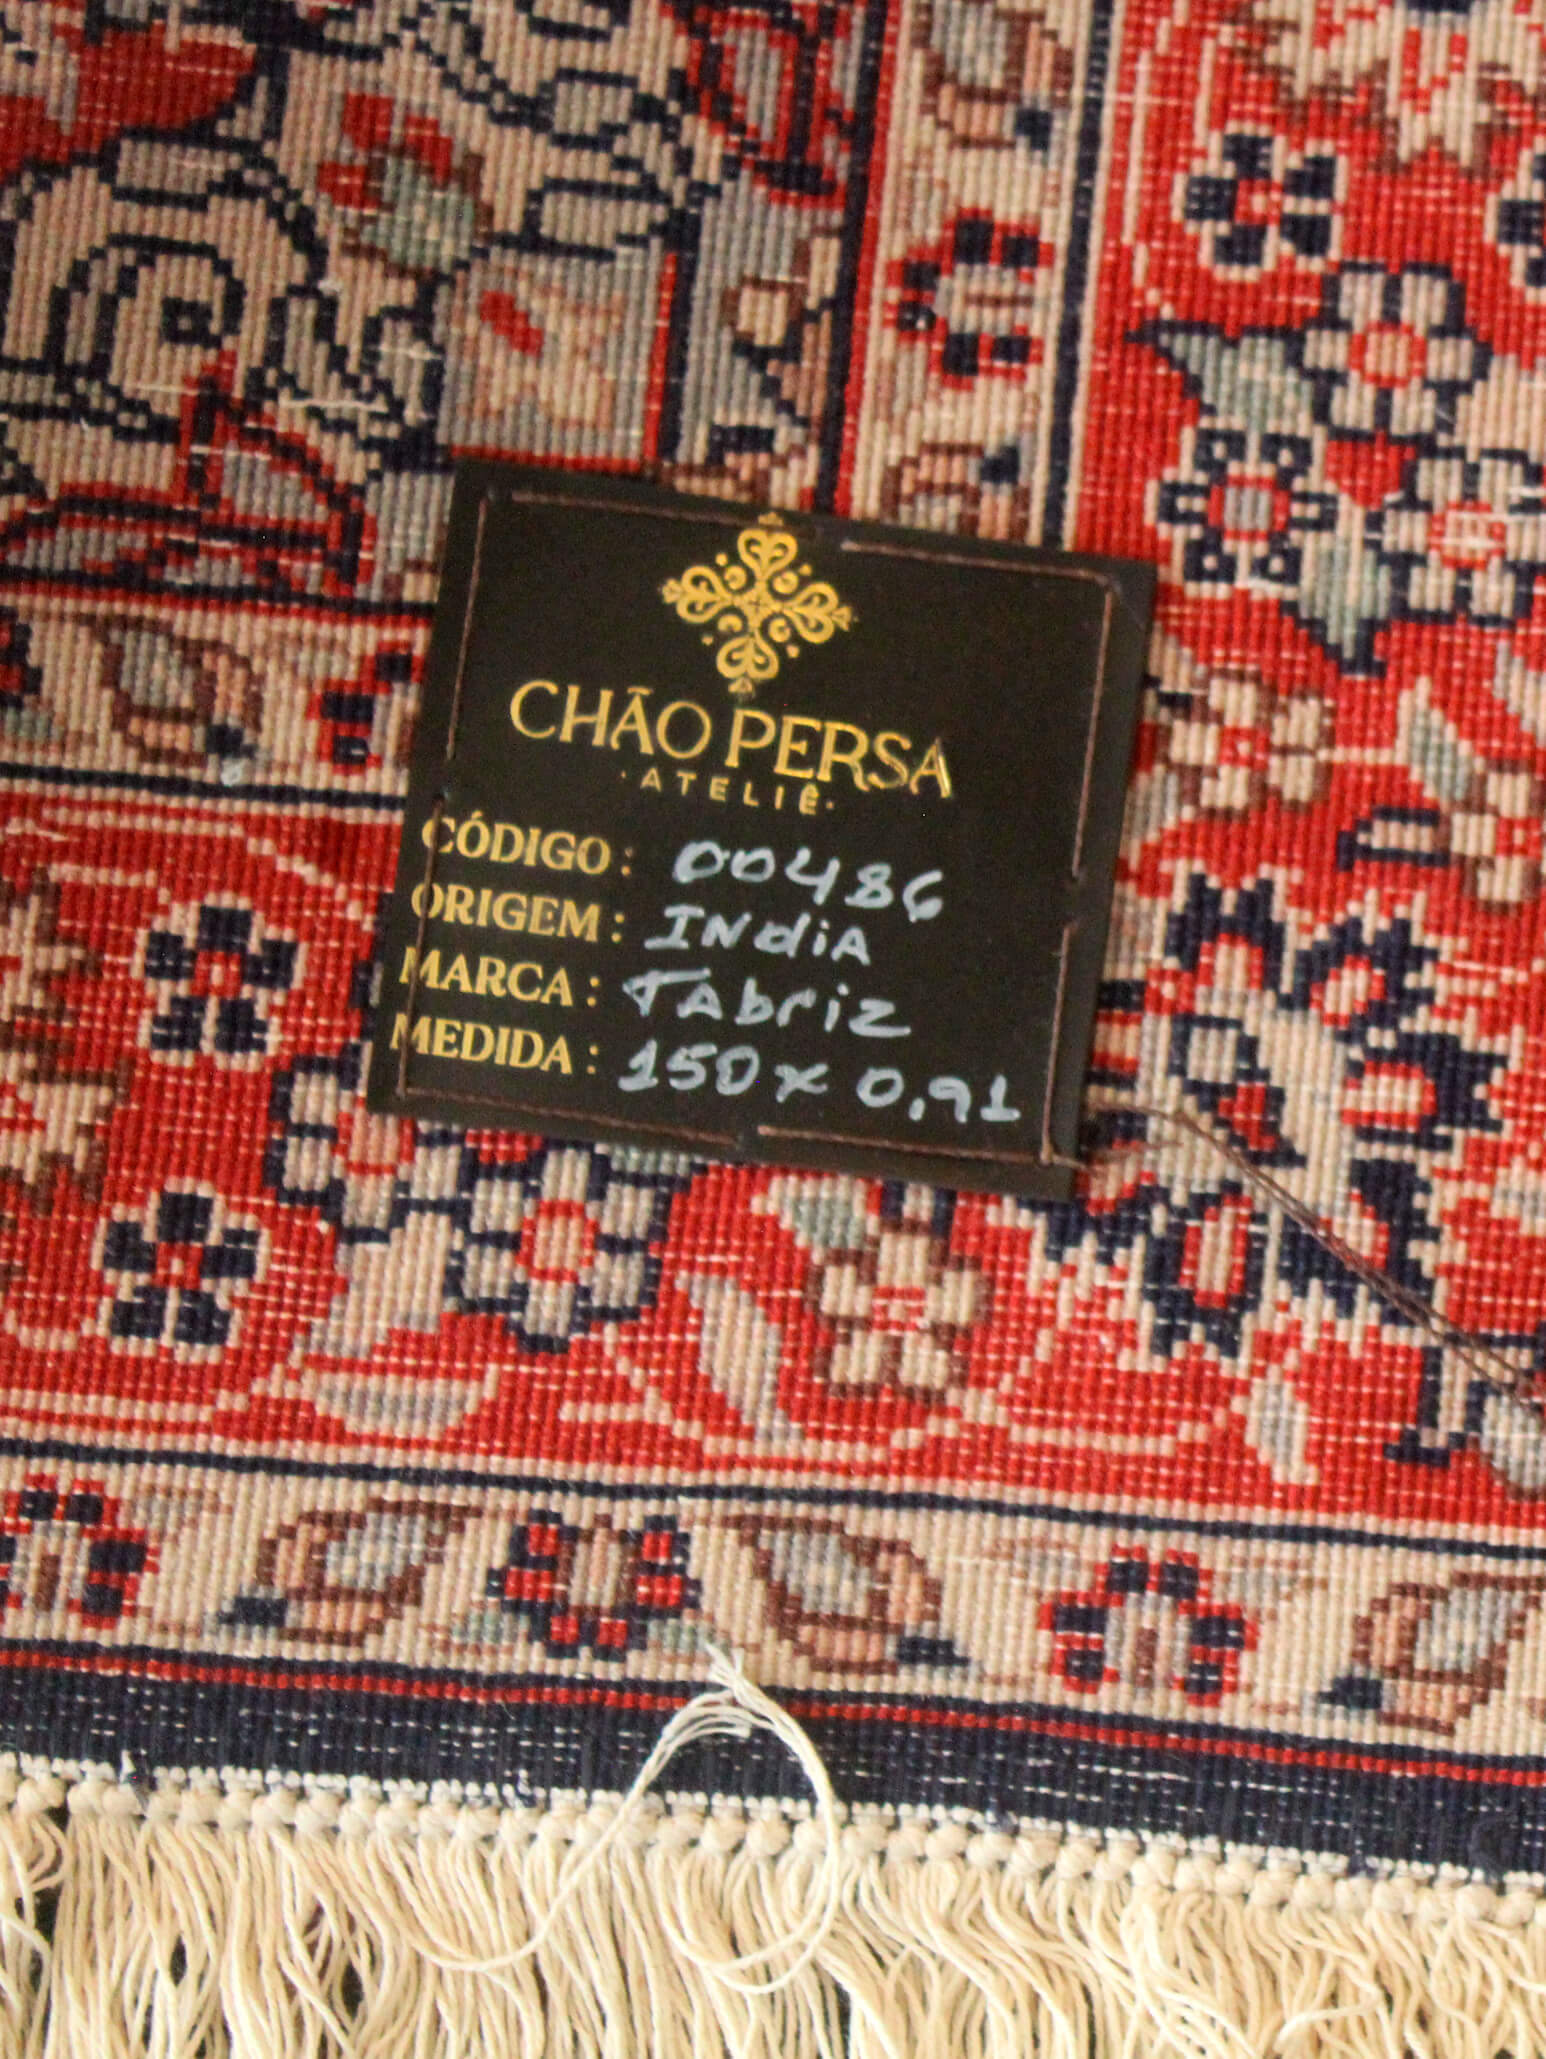 CHÃO PERSA
·ATELIÊ·
CÓDIGO: 00486
ORIGEM: INdiA
MARCA: TAbriz
MEDIDA: 150 x 0,91